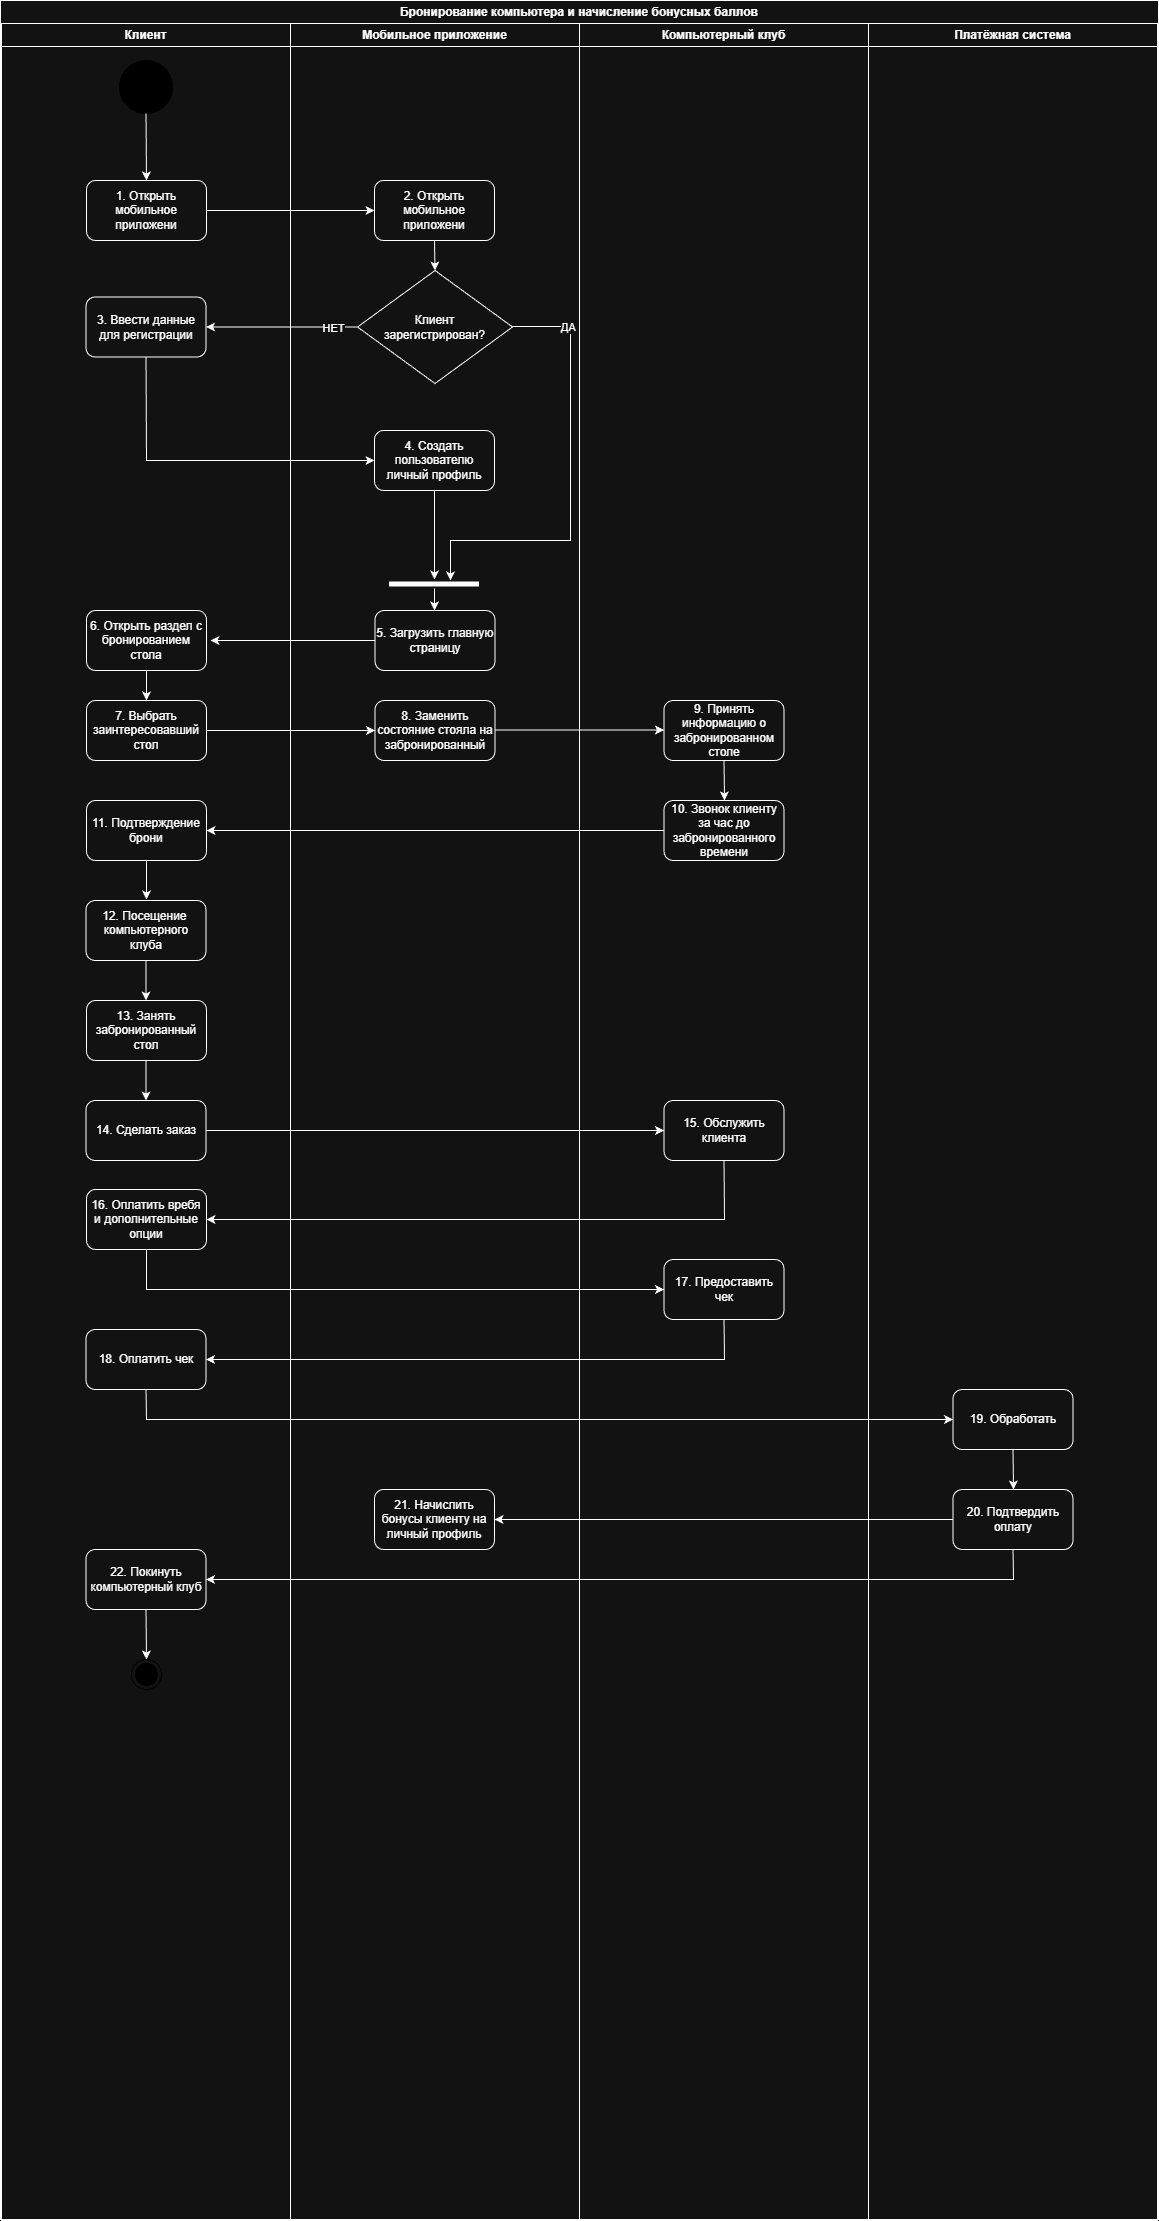 Бронирование компьютера и начисление бонусных баллов
Клиент
Мобильное приложение
Компьютерный клуб
Платёжная система
1. Открыть
мобильное
приложени
2. Открыть
мобильное
приложени
Клиент
зарегистрирован?
НЕТ
ДА
3. Ввести данные
для регистрации
4. Создать
пользователю
личный профиль
5. Загрузить главную
страницу
6. Открыть раздел с
бронированием
стола
7. Выбрать
заинтересовавший
стол
8. Заменить
состояние стояла на
забронированный
9. Принять
информацию о
забронированном
столе
10. Звонок клиенту
за час до
забронированного
времени
11. Подтверждение
брони
12. Посещение
компьютерного
клуба
13. Занять
забронированный
стол
14. Сделать заказ
15. Обслужить
клиента
16. Оплатить вребя
и дополнительные
опции
17. Предоставить
чек
18. Оплатить чек
19. Обработать
20. Подтвердить
оплату
21. Начислить
бонусы клиенту на
личный профиль
22. Покинуть
компьютерный клуб